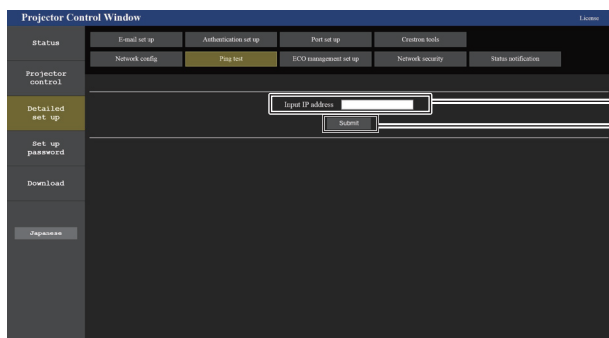 Projector Control Window
License
Status
E-mail set up
Authentication set up
Port set up
Crestron tools
Network config
Ping test
ECO management set up
Network security
Status notification
Projector
control
Detailed
set up
Input IP address
Submit
Set up
password
Download
Japanese